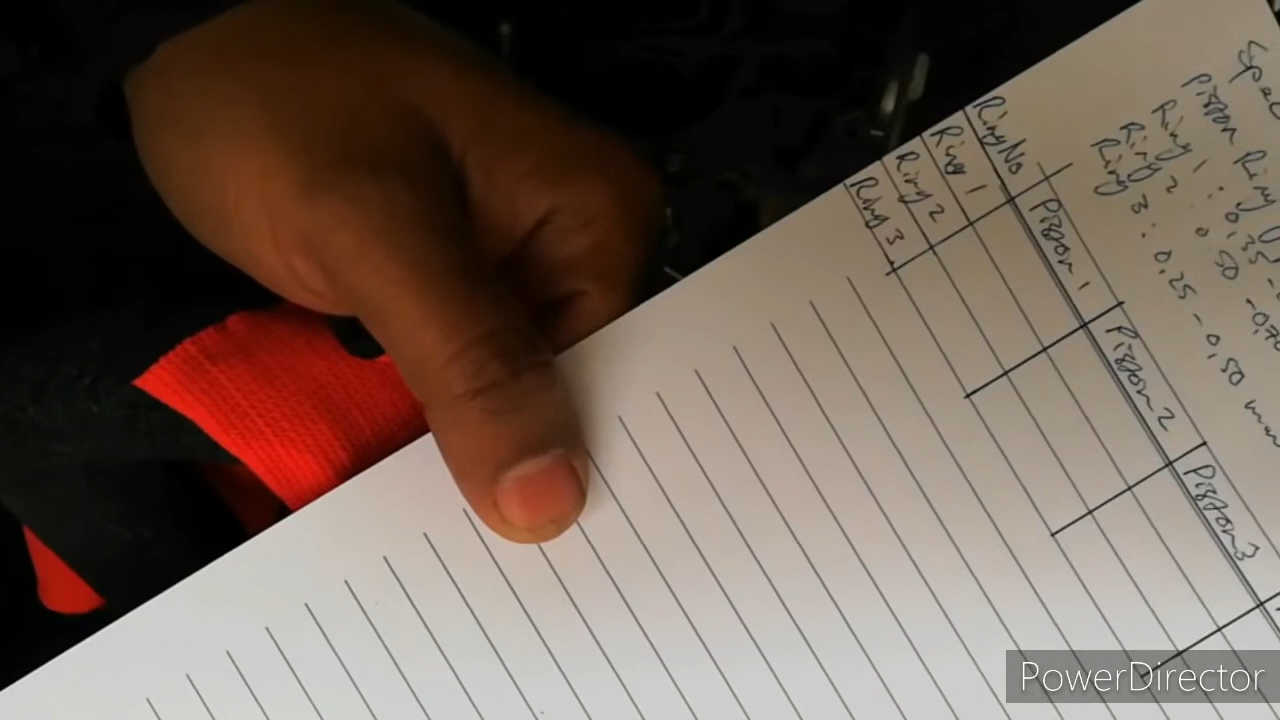 Piston Ring
Ring 1 : 0.35 -
Ring 2 : 0.50 - 0.70
Ring 3 : 0.25 - 0.50 mm
Ring No Piston 1 Piston 2 Piston 3
Ring 1
Ring 2
Ring 3
PowerDirector